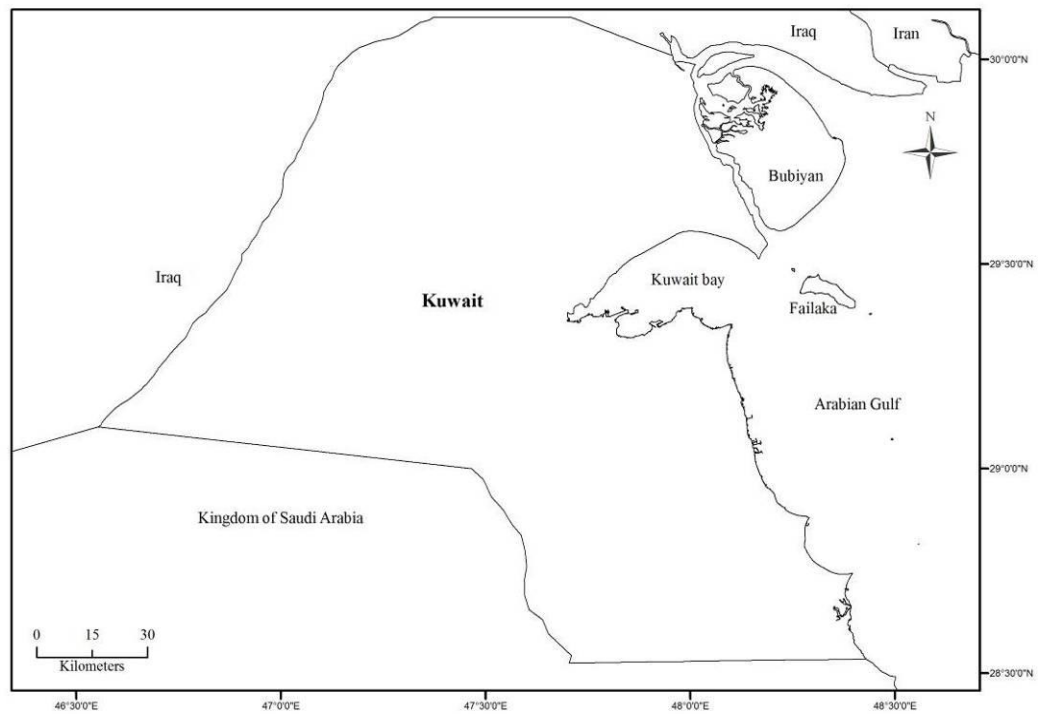 Iraq
Iran
30°0'0"N
N
Bubiyan
Iraq
Kuwait bay
29°30'0"N
Kuwait
Failaka
Arabian Gulf
29°0'0"N
Kingdom of Saudi Arabia
0 15 30
Kilometers
28°30'0"N
46°30'0"E 47°0'0"E 47°30'0"E 48°0'0"E 48°30'0"E